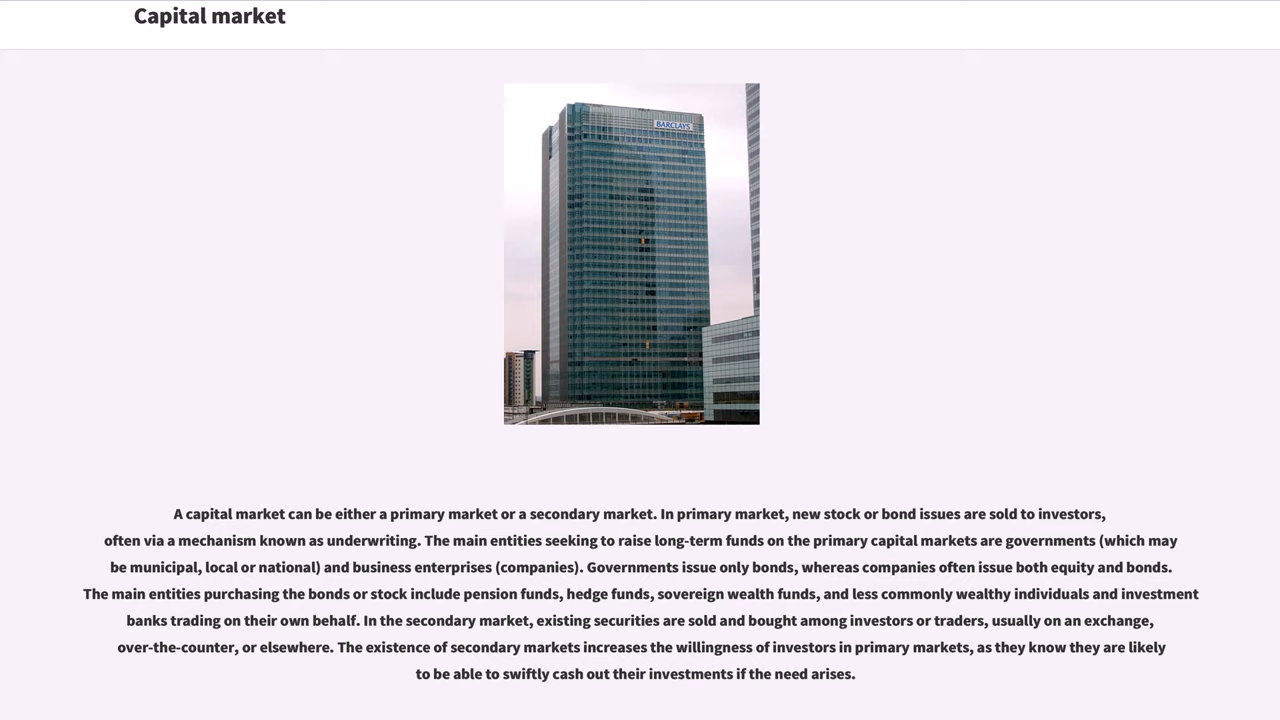 Capital market
BARCLAYS
A capital market can be either a primary market or a secondary market. In primary market, new stock or bond issues are sold to investors,
often via a mechanism known as underwriting. The main entities seeking to raise long-term funds on the primary capital markets are governments (which may
be municipal, local or national) and business enterprises (companies). Governments issue only bonds, whereas companies often issue both equity and bonds.
The main entities purchasing the bonds or stock include pension funds, hedge funds, sovereign wealth funds, and less commonly wealthy individuals and investment
banks trading on their own behalf. In the secondary market, existing securities are sold and bought among investors or traders, usually on an exchange,
over-the-counter, or elsewhere. The existence of secondary markets increases the willingness of investors in primary markets, as they know they are likely
to be able to swiftly cash out their investments if the need arises.